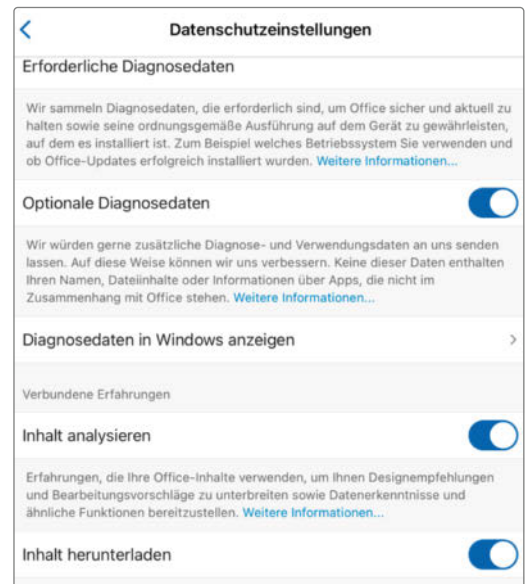 Datenschutzeinstellungen
Erforderliche Diagnosedaten
Wir sammeln Diagnosedaten, die erforderlich sind, um Office sicher und aktuell zu
halten sowie seine ordnungsgemäße Ausführung auf dem Gerät zu gewährleisten,
auf dem es installiert ist. Zum Beispiel welches Betriebssystem Sie verwenden und
ob Office-Updates erfolgreich installiert wurden. Weitere Informationen...
Optionale Diagnosedaten
Wir würden gerne zusätzliche Diagnose- und Verwendungsdaten an uns senden
lassen. Auf diese Weise können wir uns verbessern. Keine dieser Daten enthalten
Ihren Namen, Dateiinhalte oder Informationen über Apps, die nicht im
Zusammenhang mit Office stehen. Weitere Informationen...
Diagnosedaten in Windows anzeigen
Verbundene Erfahrungen
Inhalt analysieren
Erfahrungen, die Ihre Office-Inhalte verwenden, um Ihnen Designempfehlungen
und Bearbeitungsvorschläge zu unterbreiten sowie Datenerkenntnisse und
ähnliche Funktionen bereitzustellen. Weitere Informationen...
Inhalt herunterladen